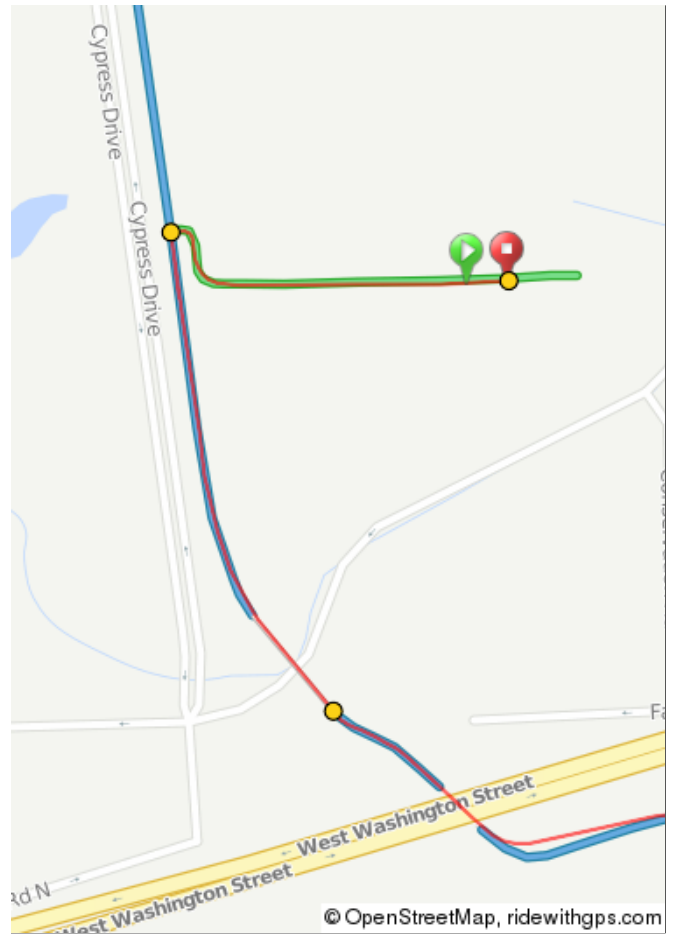 Cypress Drive
Cypress Drive
Fa
West Washington Street
Rd N
West Washington Street
© OpenStreetMap, ridewithgps.com